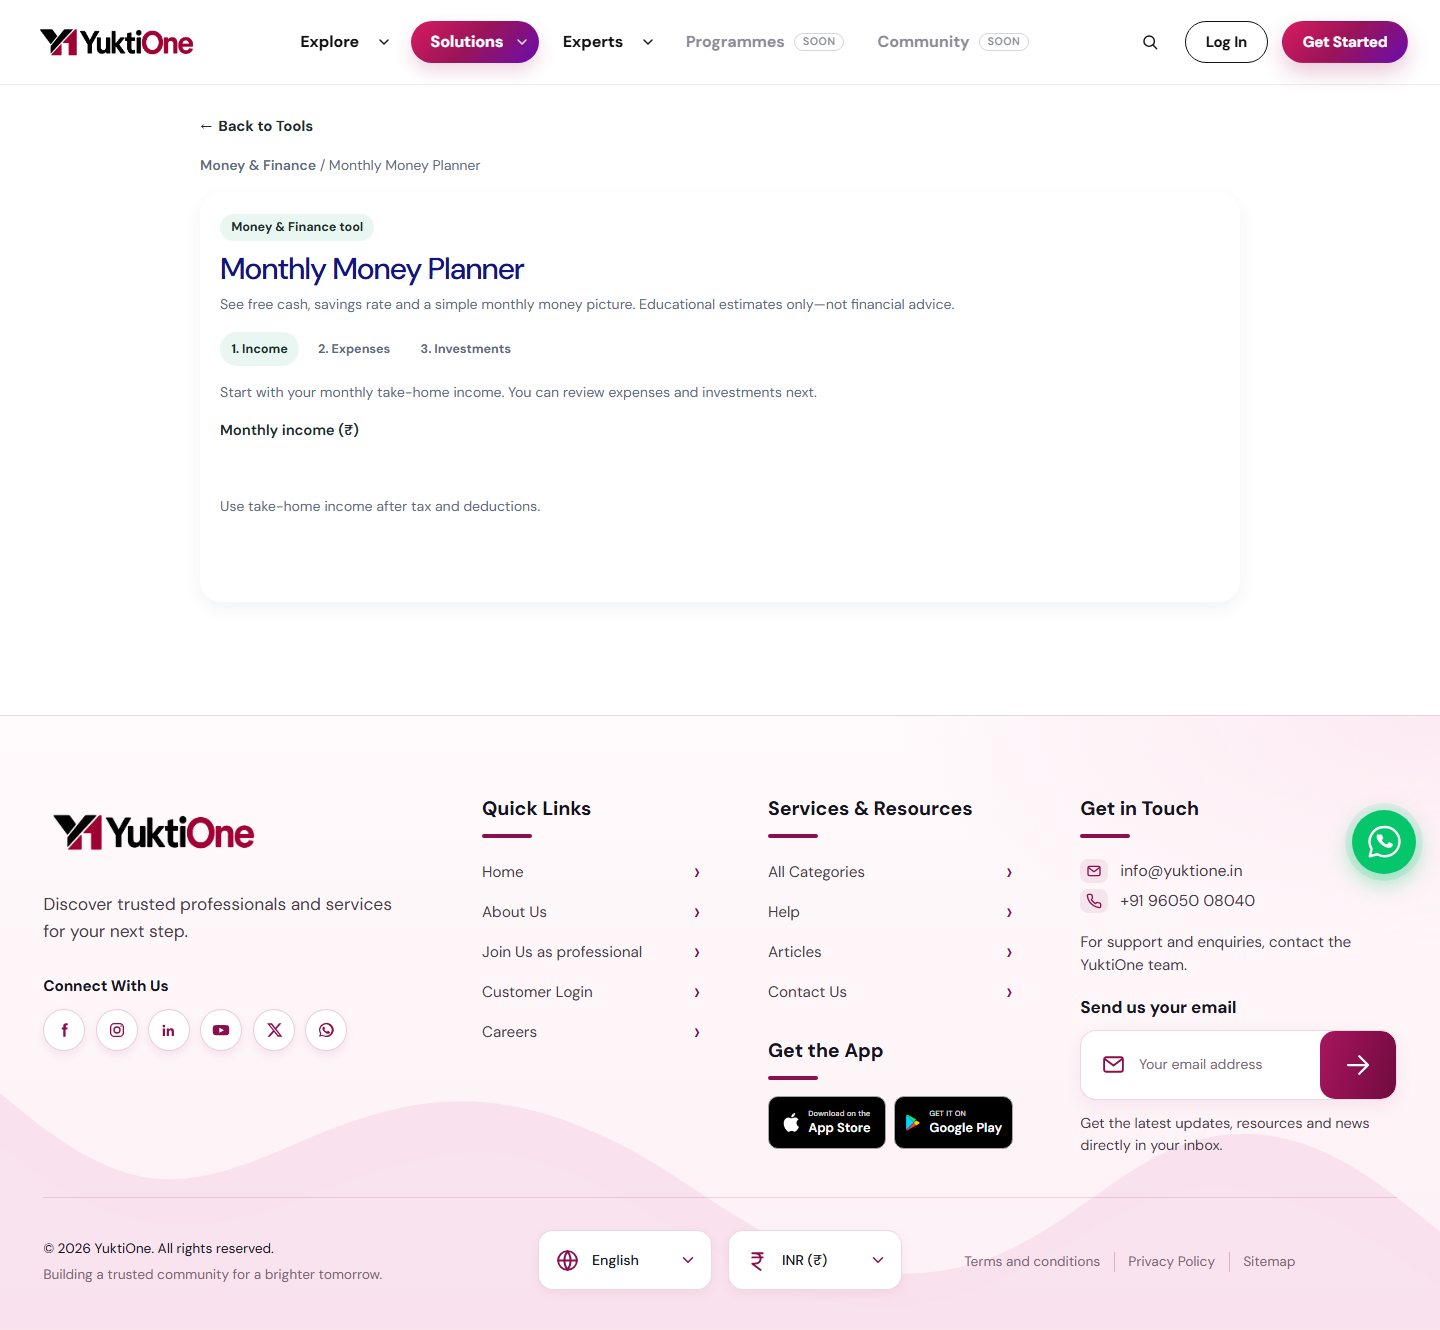 YuktiOne
Explore
Solutions
Experts
Programmes SOON
Community SOON
Log In
Get Started
← Back to Tools
Money & Finance / Monthly Money Planner
Money & Finance tool
Monthly Money Planner
See free cash, savings rate and a simple monthly money picture. Educational estimates only—not financial advice.
1. Income
2. Expenses
3. Investments
Start with your monthly take-home income. You can review expenses and investments next.
Monthly income (₹)
Use take-home income after tax and deductions.
YuktiOne
Discover trusted professionals and services
for your next step.
Connect With Us
Quick Links
Home
About Us
Join Us as professional
Customer Login
Careers
Services & Resources
All Categories
Help
Articles
Contact Us
Get the App
Download on the
App Store
GET IT ON
Google Play
Get in Touch
info@yuktione.in
+91 96050 08040
For support and enquiries, contact the
YuktiOne team.
Send us your email
Your email address
Get the latest updates, resources and news
directly in your inbox.
© 2026 YuktiOne. All rights reserved.
Building a trusted community for a brighter tomorrow.
English
₹ INR (₹)
Terms and conditions
Privacy Policy
Sitemap